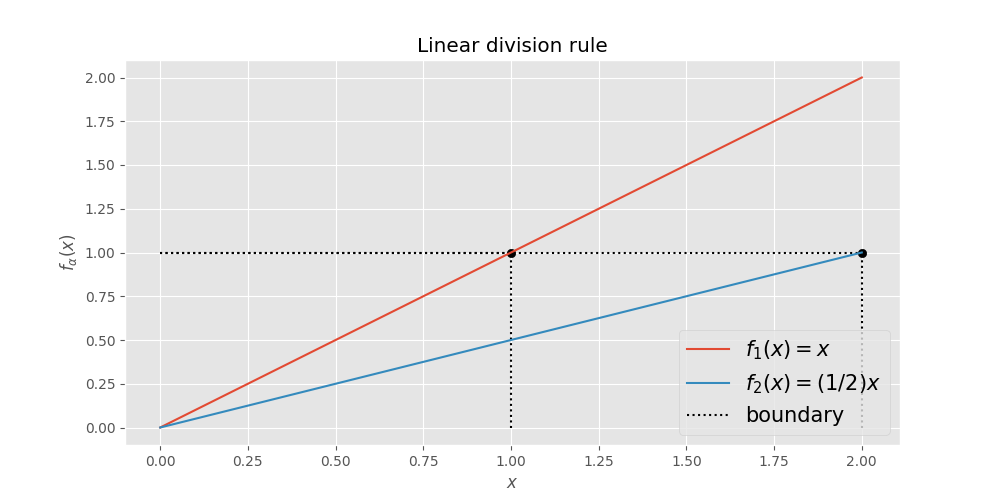 Linear division rule
2.00
1.75
1.50
1.25
1.00
0.75
0.50
0.25
0.00
f_α(x)
f_1(x) = x
f_2(x) = (1/2)x
boundary
0.00 0.25 0.50 0.75 1.00 1.25 1.50 1.75 2.00
x